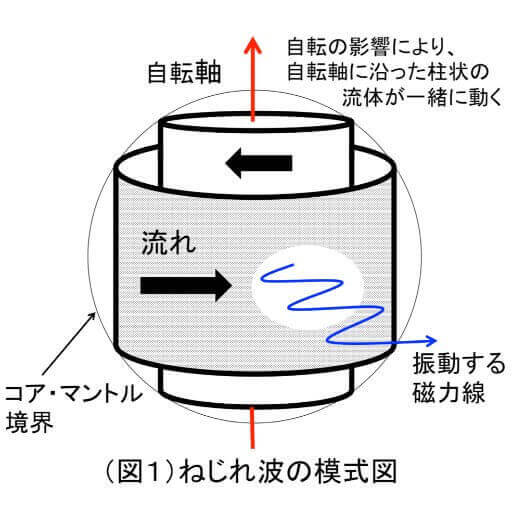 自転軸
自転の影響により、
自転軸に沿った柱状の
流体が一緒に動く
流れ
振動する
磁力線
コア・マントル
境界
（図１）ねじれ波の模式図